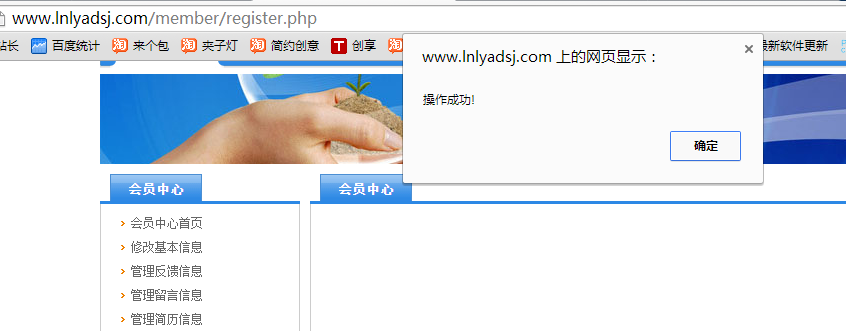 www.lnlyadsj.com/member/register.php
站长 百度统计 淘 来个包 淘 夹子灯 淘 简约创意 T 创享 淘 最新软件更新
www.lnlyadsj.com 上的网页显示：
操作成功!
确定
会员中心 会员中心
会员中心首页
修改基本信息
管理反馈信息
管理留言信息
管理简历信息